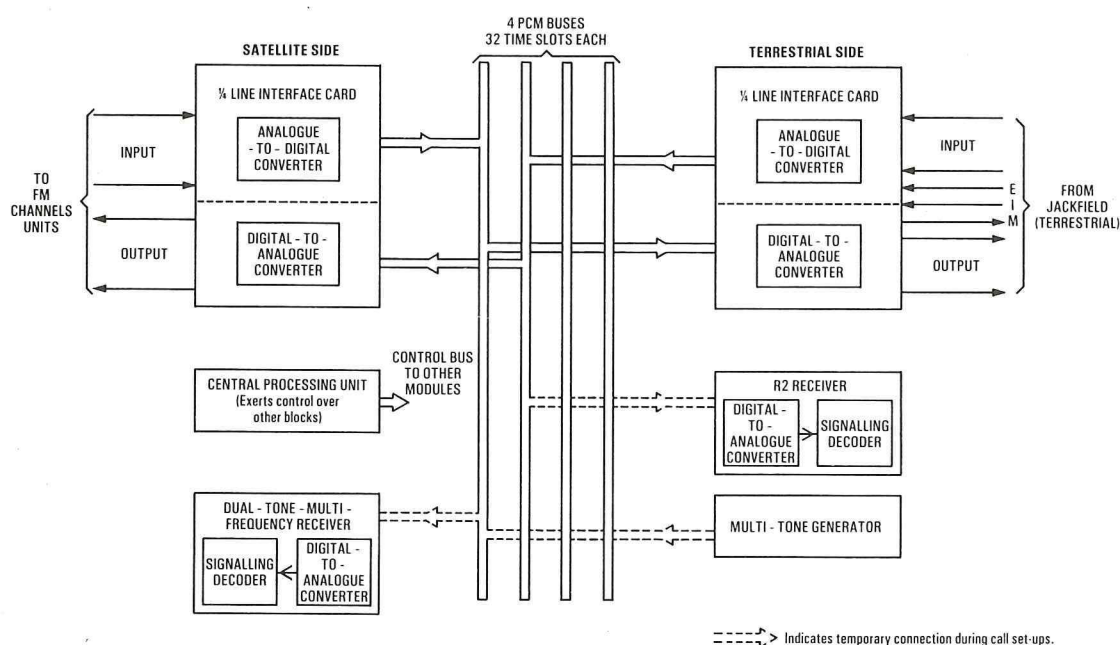 4 PCM BUSES
32 TIME SLOTS EACH
SATELLITE SIDE
¼ LINE INTERFACE CARD
ANALOGUE
- TO - DIGITAL
CONVERTER
DIGITAL - TO -
ANALOGUE
CONVERTER
INPUT
OUTPUT
TO
FM
CHANNELS
UNITS
TERRESTRIAL SIDE
¼ LINE INTERFACE CARD
ANALOGUE
- TO - DIGITAL
CONVERTER
DIGITAL - TO -
ANALOGUE
CONVERTER
INPUT
E
I
M
OUTPUT
FROM
JACKFIELD
(TERRESTRIAL)
CENTRAL PROCESSING UNIT
(Exerts control over
other blocks)
CONTROL BUS
TO OTHER
MODULES
R2 RECEIVER
DIGITAL -
TO -
ANALOGUE
CONVERTER
SIGNALLING
DECODER
DUAL - TONE - MULTI -
FREQUENCY RECEIVER
SIGNALLING
DECODER
DIGITAL -
TO -
ANALOGUE
CONVERTER
MULTI - TONE GENERATOR
Indicates temporary connection during call set-ups.